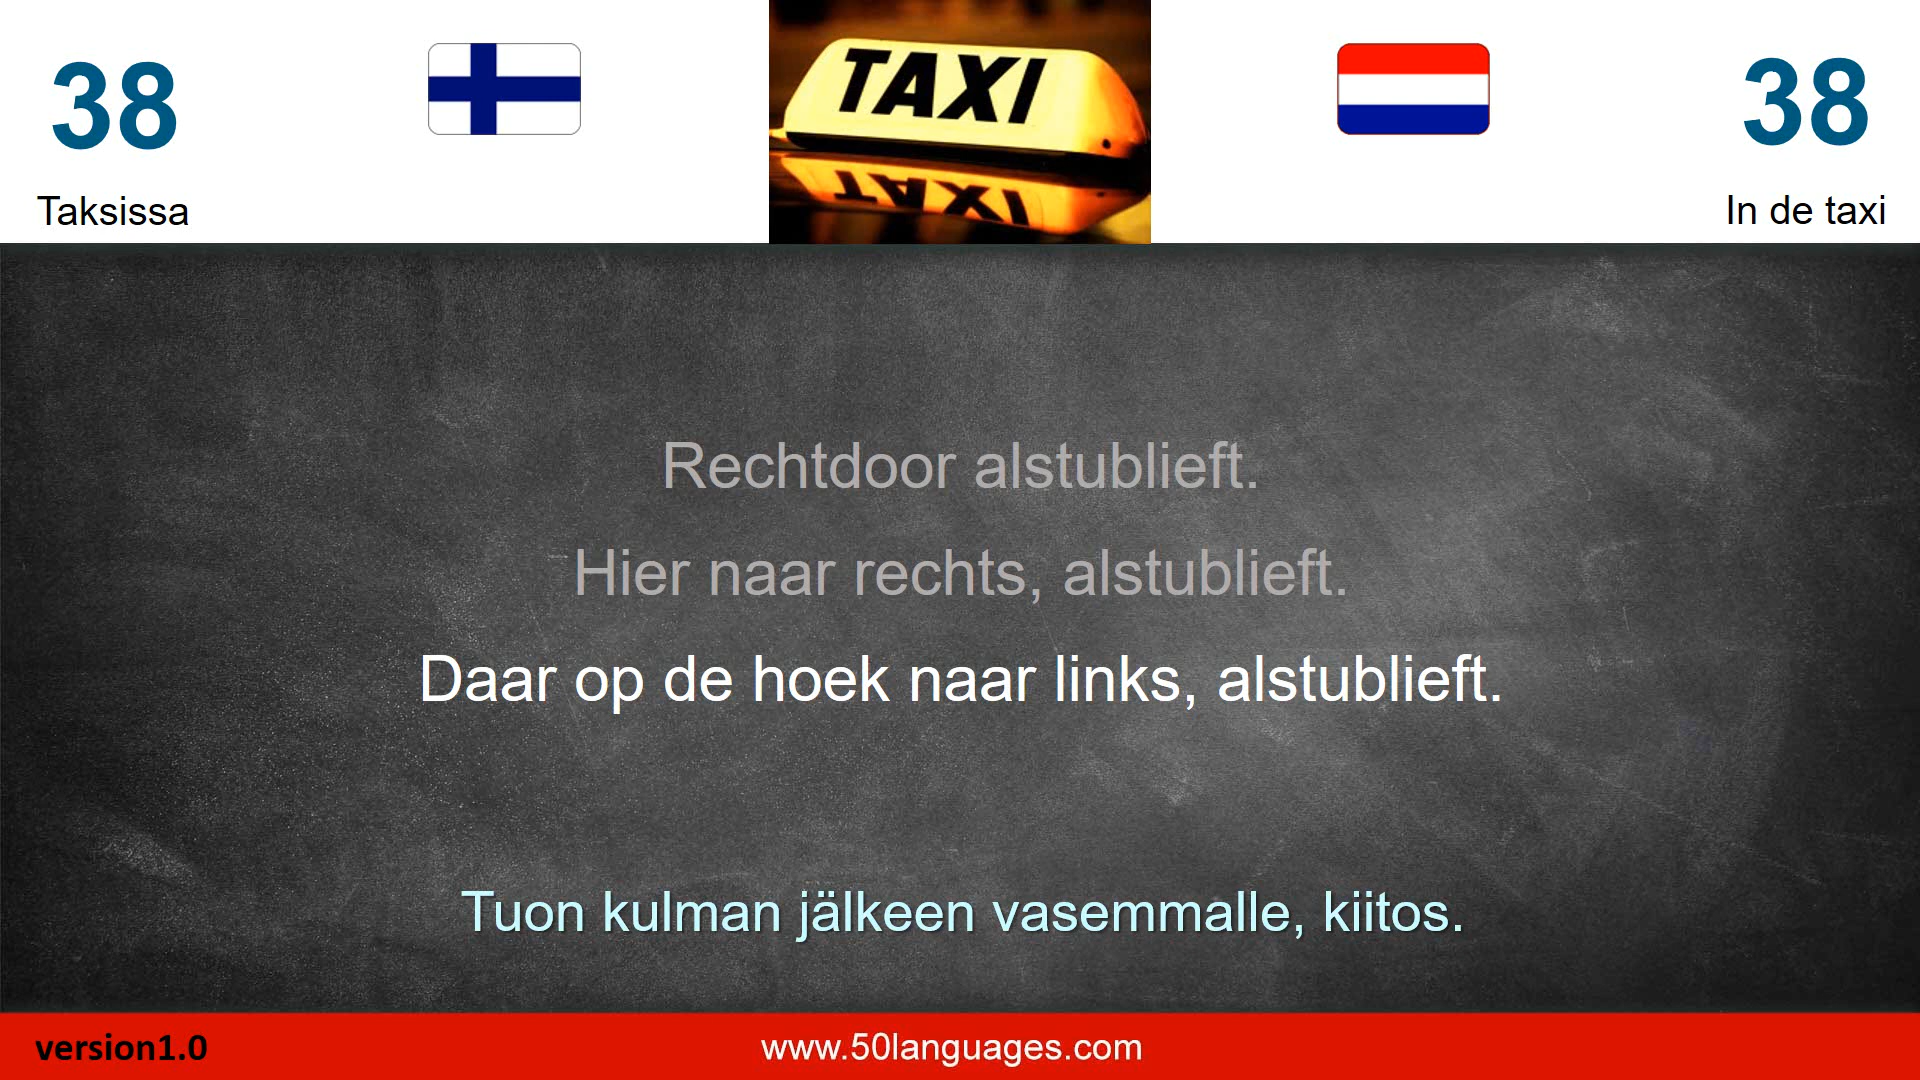 38
Taksissa
TAXI
TAXI
38
In de taxi
Rechtdoor alstublieft.
Hier naar rechts, alstublieft.
Daar op de hoek naar links, alstublieft.
Tuon kulman jälkeen vasemmalle, kiitos.
version1.0
www.50languages.com